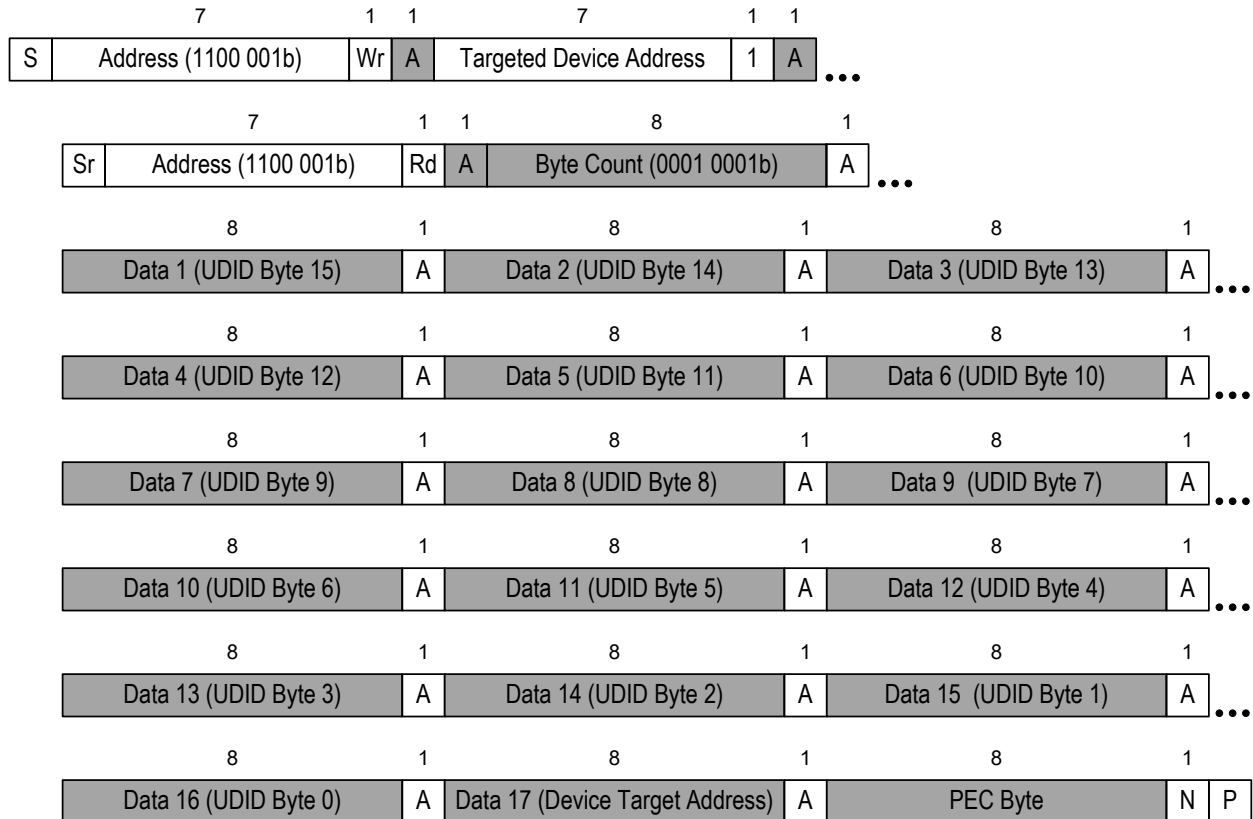 7 1 1 7 1 1
S Address (1100 001b) Wr A Targeted Device Address 1 A ...
7 1 1 8 1
Sr Address (1100 001b) Rd A Byte Count (0001 0001b) A ...
8 1 8 1 8 1
Data 1 (UDID Byte 15) A Data 2 (UDID Byte 14) A Data 3 (UDID Byte 13) A ...
8 1 8 1 8 1
Data 4 (UDID Byte 12) A Data 5 (UDID Byte 11) A Data 6 (UDID Byte 10) A ...
8 1 8 1 8 1
Data 7 (UDID Byte 9) A Data 8 (UDID Byte 8) A Data 9 (UDID Byte 7) A ...
8 1 8 1 8 1
Data 10 (UDID Byte 6) A Data 11 (UDID Byte 5) A Data 12 (UDID Byte 4) A ...
8 1 8 1 8 1
Data 13 (UDID Byte 3) A Data 14 (UDID Byte 2) A Data 15 (UDID Byte 1) A ...
8 1 8 1 8 1
Data 16 (UDID Byte 0) A Data 17 (Device Target Address) A PEC Byte N P